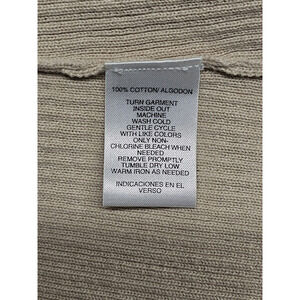 100% COTTON/ ALGODON
TURN GARMENT
INSIDE OUT
MACHINE
WASH COLD
GENTLE CYCLE
WITH LIKE COLORS
ONLY NON-
CHLORINE BLEACH WHEN
NEEDED
REMOVE PROMPTLY
TUMBLE DRY LOW
WARM IRON AS NEEDED
INDICACIONES EN EL
VERSO